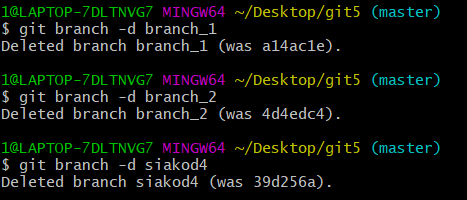 1@LAPTOP-7DLTNVG7 MINGW64 ~/Desktop/git5 (master)
$ git branch -d branch_1
Deleted branch branch_1 (was a14ac1e).
1@LAPTOP-7DLTNVG7 MINGW64 ~/Desktop/git5 (master)
$ git branch -d branch_2
Deleted branch branch_2 (was 4d4edc4).
1@LAPTOP-7DLTNVG7 MINGW64 ~/Desktop/git5 (master)
$ git branch -d siakod4
Deleted branch siakod4 (was 39d256a).